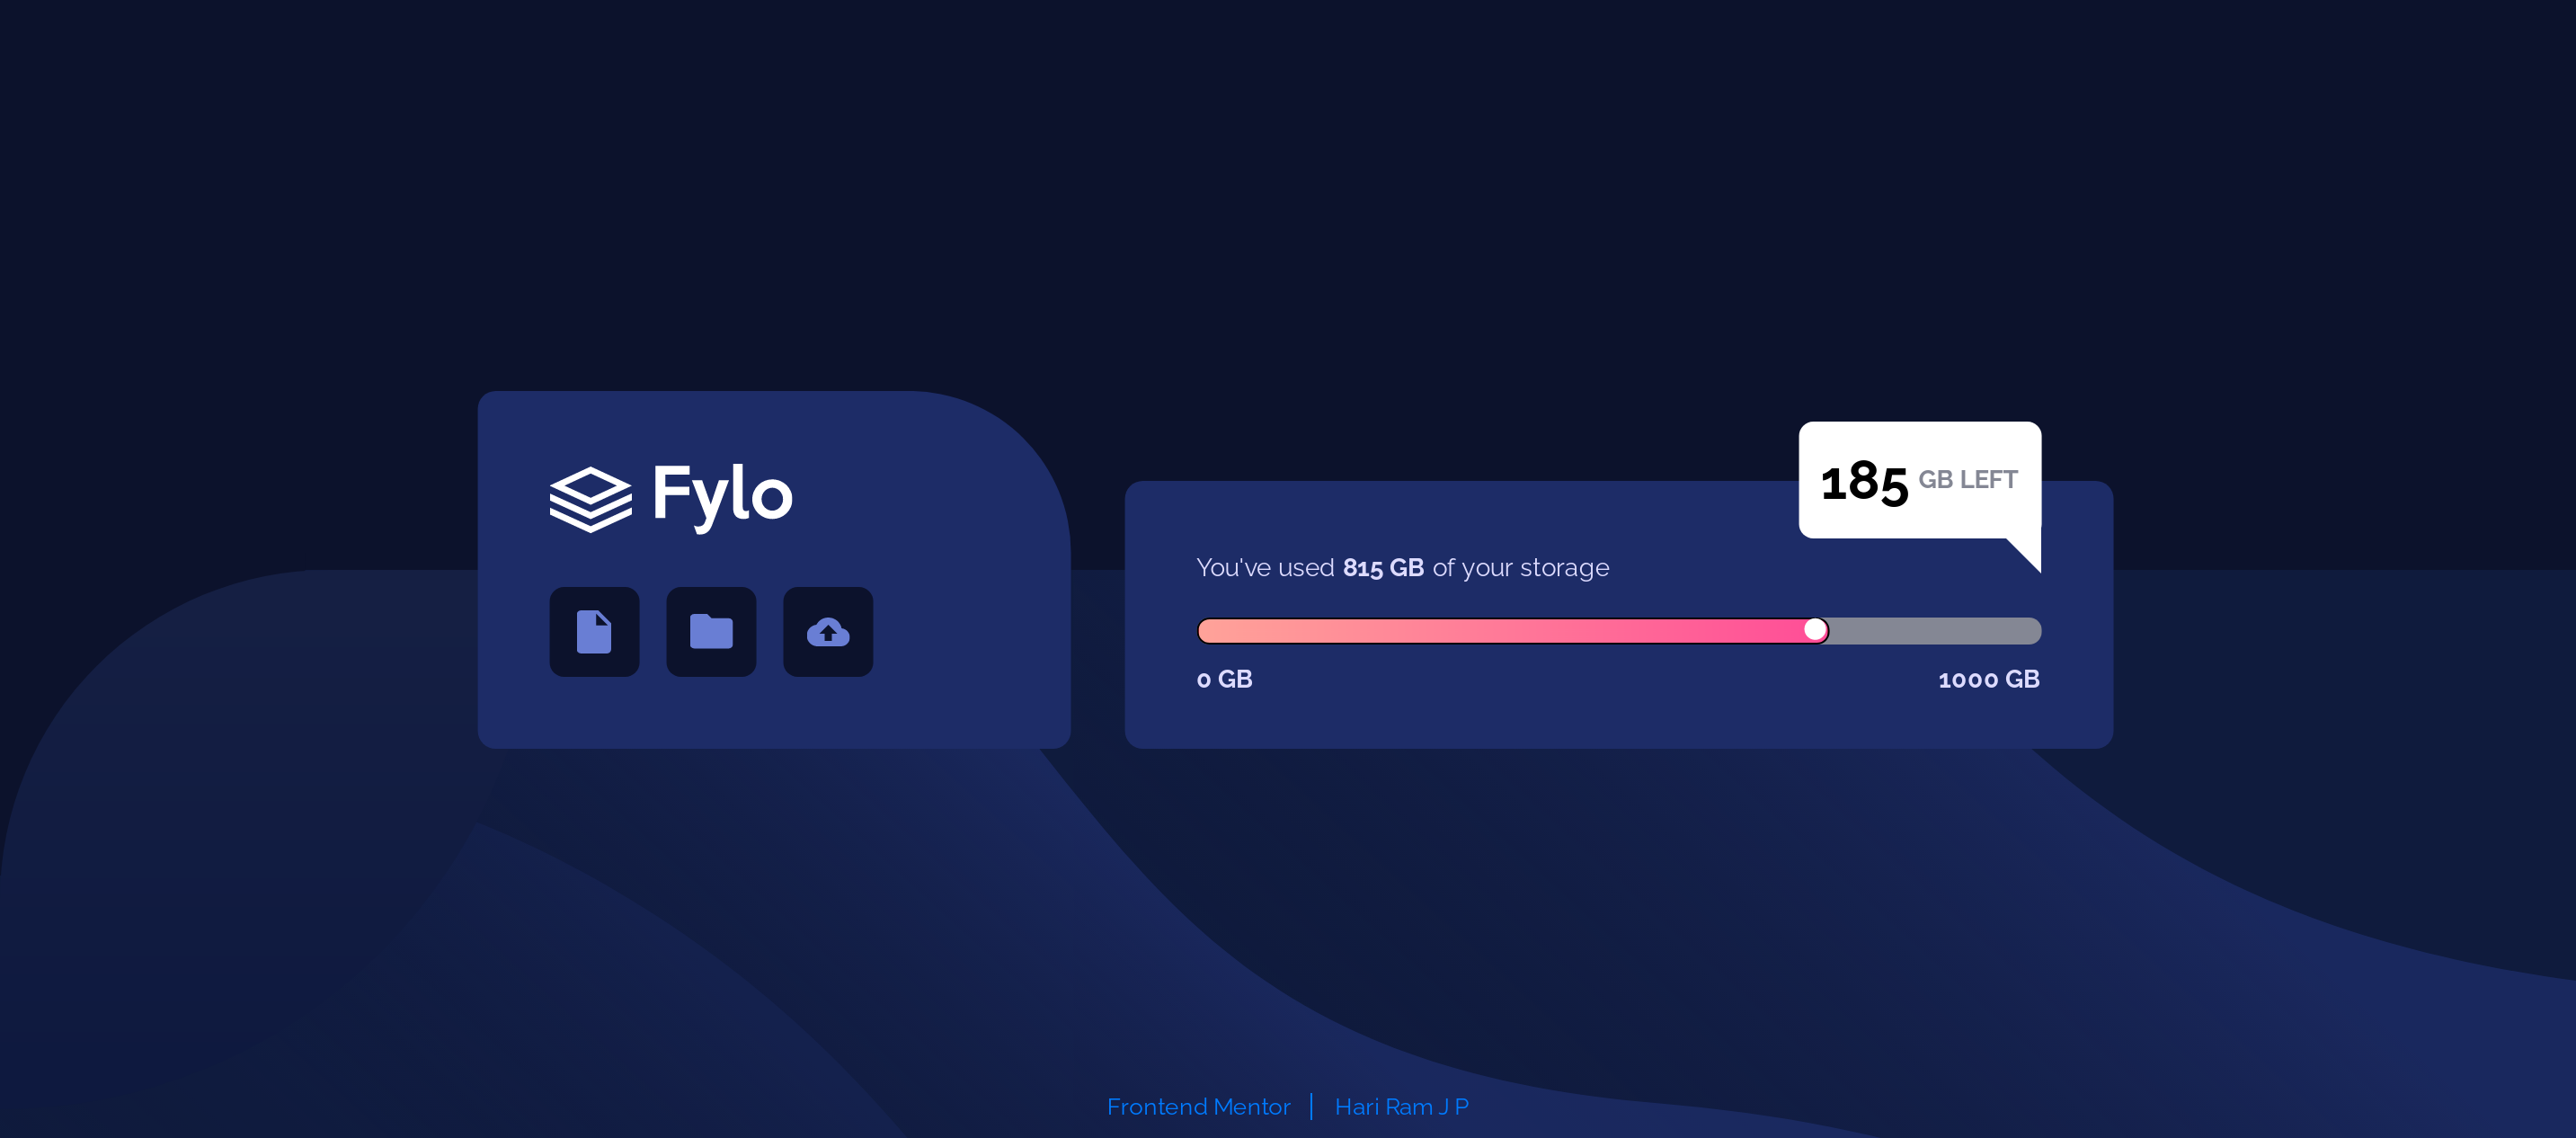 Fylo
185 GB LEFT
You've used 815 GB of your storage
0 GB
1000 GB
Frontend Mentor | Hari Ram J P